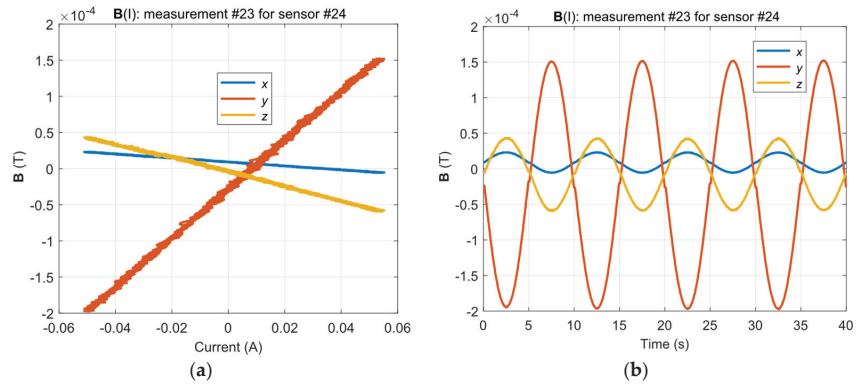 B(I): measurement #23 for sensor #24
2 ×10⁻⁴
1.5
1
0.5
0
-0.5
-1
-1.5
-2
B (T)
x
y
z
-0.06 -0.04 -0.02 0 0.02 0.04 0.06
Current (A)
(a)
B(I): measurement #23 for sensor #24
2 ×10⁻⁴
1.5
1
0.5
0
-0.5
-1
-1.5
-2
B (T)
x
y
z
0 5 10 15 20 25 30 35 40
Time (s)
(b)